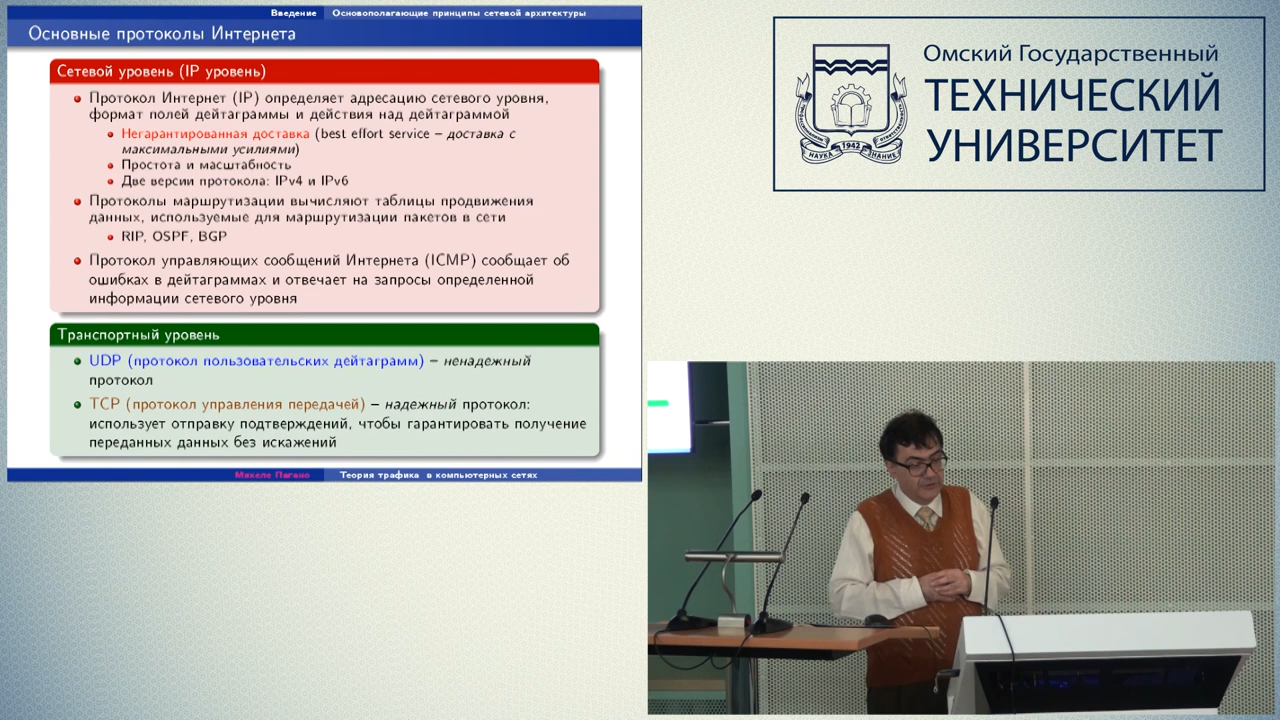 Введение Основополагающие принципы сетевой архитектуры
Основные протоколы Интернета
Сетевой уровень (IP уровень)
Протокол Интернет (IP) определяет адресацию сетевого уровня,
формат полей дейтаграммы и действия над дейтаграммой
Негарантированная доставка (best effort service – доставка с
максимальными усилиями)
Простота и масштабность
Две версии протокола: IPv4 и IPv6
Протоколы маршрутизации вычисляют таблицы продвижения
данных, используемые для маршрутизации пакетов в сети
RIP, OSPF, BGP
Протокол управляющих сообщений Интернета (ICMP) сообщает об
ошибках в дейтаграммах и отвечает на запросы определенной
информации сетевого уровня
Транспортный уровень
UDP (протокол пользовательских дейтаграмм) – ненадежный
протокол
TCP (протокол управления передачей) – надежный протокол:
использует отправку подтверждений, чтобы гарантировать получение
переданных данных без искажений
Микеле Пагано Теория трафика в компьютерных сетях
Омский Государственный
ТЕХНИЧЕСКИЙ
УНИВЕРСИТЕТ
НАУКА 1942 ЗНАНИЕ